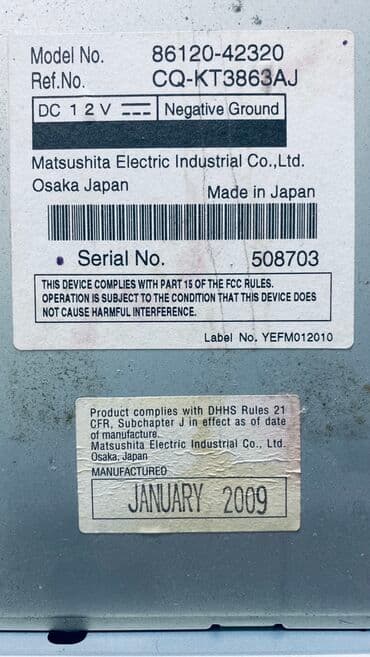 Model No. 86120-42320
Ref.No. CQ-KT3863AJ
DC 12V Negative Ground
Matsushita Electric Industrial Co.,Ltd.
Osaka Japan Made in Japan
Serial No. 508703
THIS DEVICE COMPLIES WITH PART 15 OF THE FCC RULES.
OPERATION IS SUBJECT TO THE CONDITION THAT THIS DEVICE DOES
NOT CAUSE HARMFUL INTERFERENCE.
Label No. YEFM012010
Product complies with DHHS Rules 21
CFR, Subchapter J in effect as of date
of manufacture.
Matsushita Electric Industrial Co., Ltd.
Osaka, Japan
MANUFACTURED
JANUARY 2009